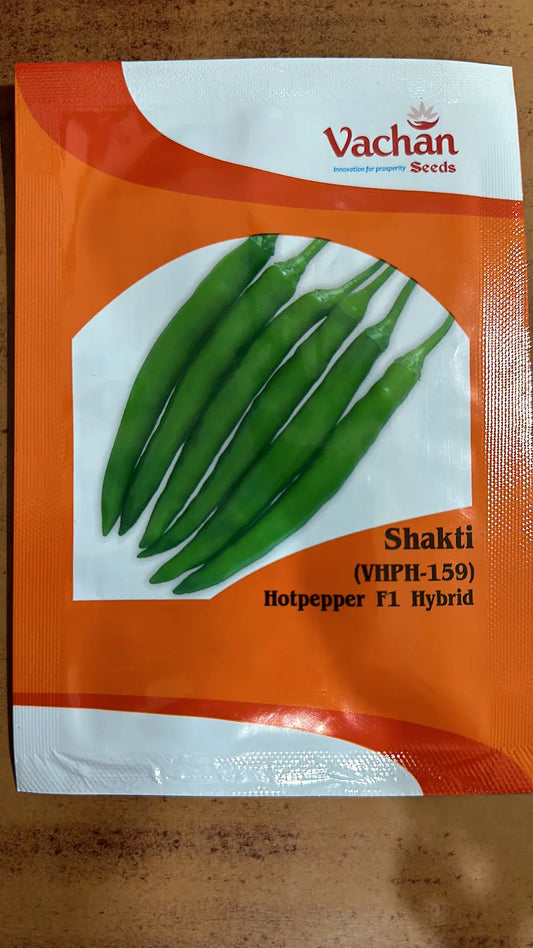 Vachan
Innovation for prosperity Seeds
Shakti
(VHPH-159)
Hotpepper F1 Hybrid